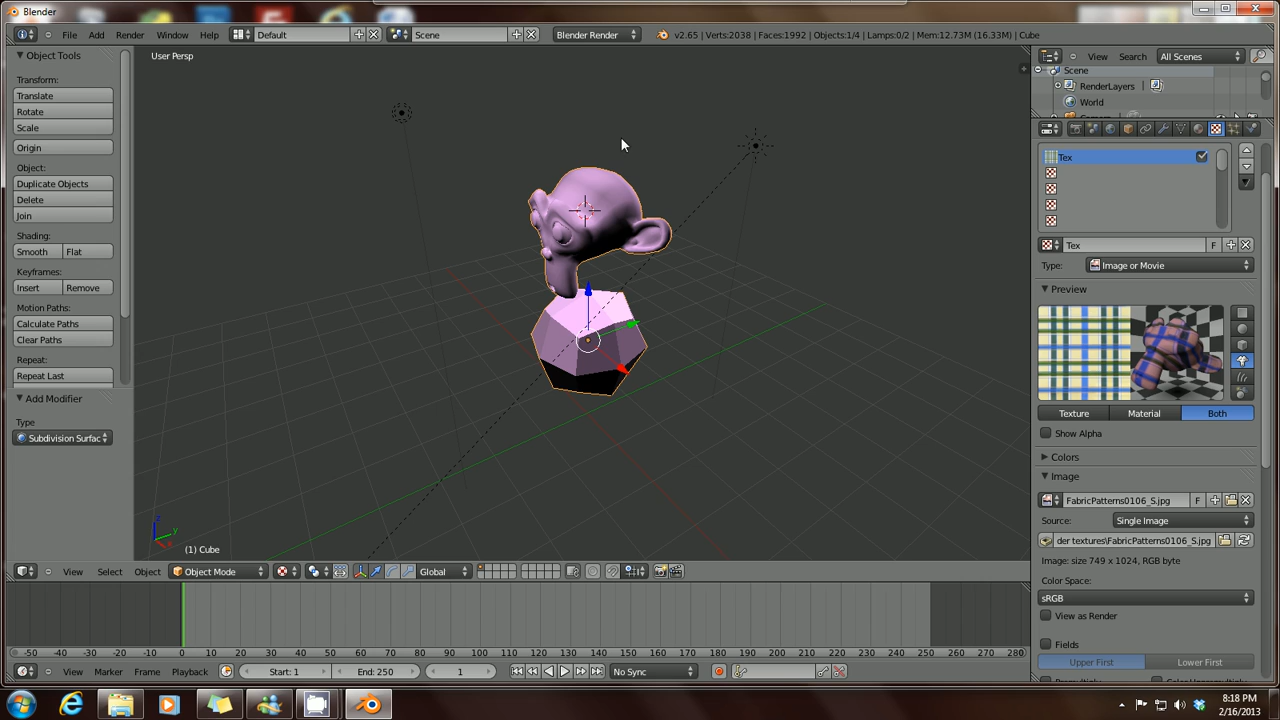 Blender
File Add Render Window Help Default Scene Blender Render v2.65 | Verts:2038 | Faces:1992 | Objects:1/4 | Lamps:0/2 | Mem:12.73M (16.33M) | Cube
Object Tools
Transform:
Translate
Rotate
Scale
Origin
Object:
Duplicate Objects
Delete
Join
Shading:
Smooth Flat
Keyframes:
Insert Remove
Motion Paths:
Calculate Paths
Clear Paths
Repeat:
Repeat Last
Add Modifier
Type
Subdivision Surfac
User Persp
z
y
x
(1) Cube
View Select Object Object Mode Global
-50 -40 -30 -20 -10 0 10 20 30 40 50 60 70 80 90 100 110 120 130 140 150 160 170 180 190 200 210 220 230 240 250 260 270 280
View Marker Frame Playback Start: 1 End: 250 1 No Sync
View Search All Scenes
Scene
RenderLayers
World
Tex
Tex F
Type: Image or Movie
Preview
Texture Material Both
Show Alpha
Colors
Image
FabricPatterns0106_S.jpg F
Source: Single Image
der textures\FabricPatterns0106_S.jpg
Image: size 749 x 1024, RGB byte
Color Space:
sRGB
View as Render
Fields
Upper First Lower First
8:18 PM
2/16/2013